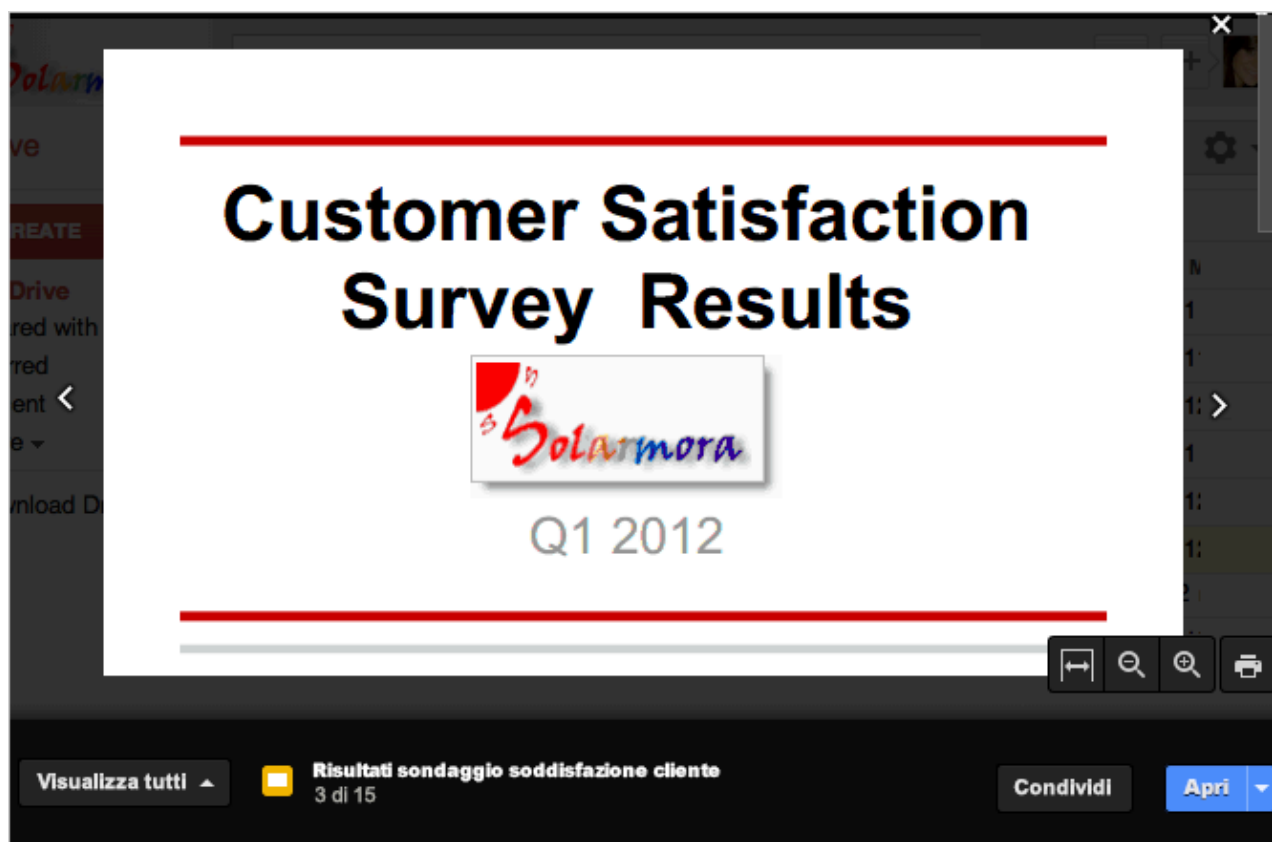 Customer Satisfaction
Survey Results
Solarmora
Q1 2012
Drive
Visualizza tutti
Risultati sondaggio soddisfazione cliente
3 di 15
Condividi
Apri